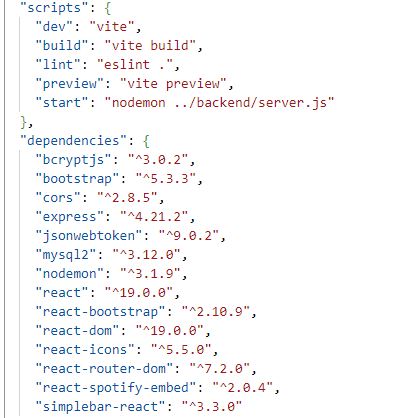 "scripts": {
"dev": "vite",
"build": "vite build",
"lint": "eslint .",
"preview": "vite preview",
"start": "nodemon ../backend/server.js"
},
"dependencies": {
"bcryptjs": "^3.0.2",
"bootstrap": "^5.3.3",
"cors": "^2.8.5",
"express": "^4.21.2",
"jsonwebtoken": "^9.0.2",
"mysql2": "^3.12.0",
"nodemon": "^3.1.9",
"react": "^19.0.0",
"react-bootstrap": "^2.10.9",
"react-dom": "^19.0.0",
"react-icons": "^5.5.0",
"react-router-dom": "^7.2.0",
"react-spotify-embed": "^2.0.4",
"simplebar-react": "^3.3.0"